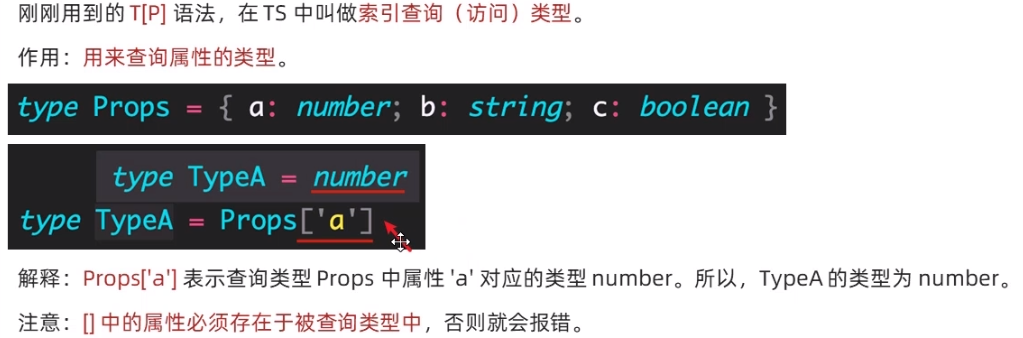 刚刚用到的 T[P] 语法，在 TS 中叫做索引查询（访问）类型。
作用：用来查询属性的类型。
type Props = { a: number; b: string; c: boolean }
type TypeA = number
type TypeA = Props['a']
解释：Props['a'] 表示查询类型 Props 中属性 'a' 对应的类型 number。所以，TypeA 的类型为 number。
注意：[] 中的属性必须存在于被查询类型中，否则就会报错。